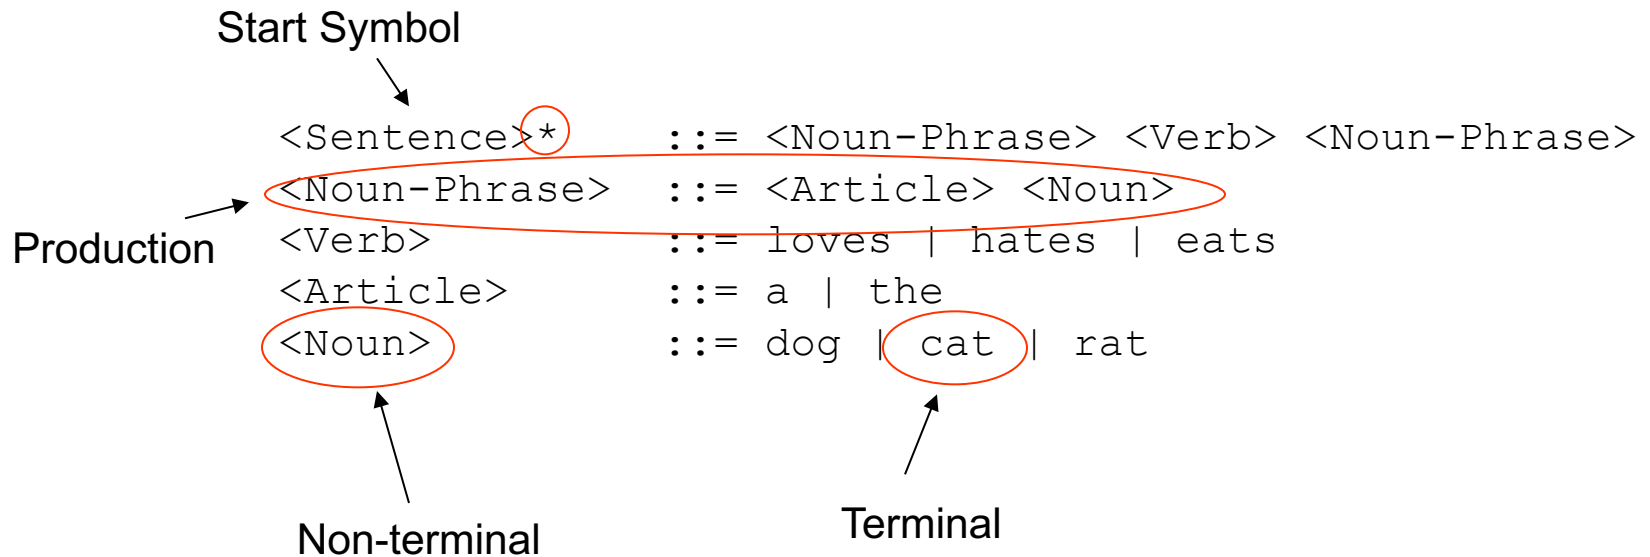 Start Symbol
<Sentence>* ::= <Noun-Phrase> <Verb> <Noun-Phrase>
<Noun-Phrase> ::= <Article> <Noun>
Production
<Verb> ::= loves | hates | eats
<Article> ::= a | the
<Noun> ::= dog | cat | rat
Non-terminal
Terminal